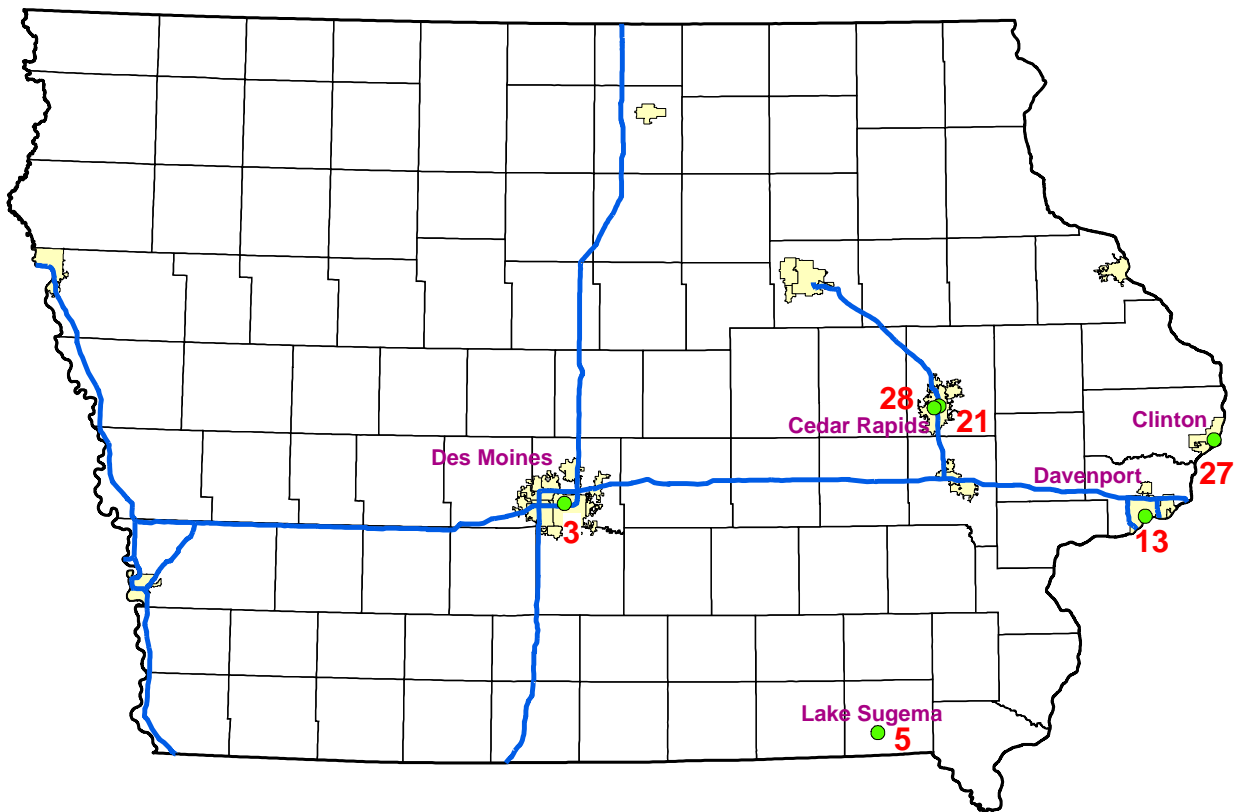 28
Cedar Rapids
21
Clinton
Des Moines
Davenport
27
3
13
Lake Sugema
5